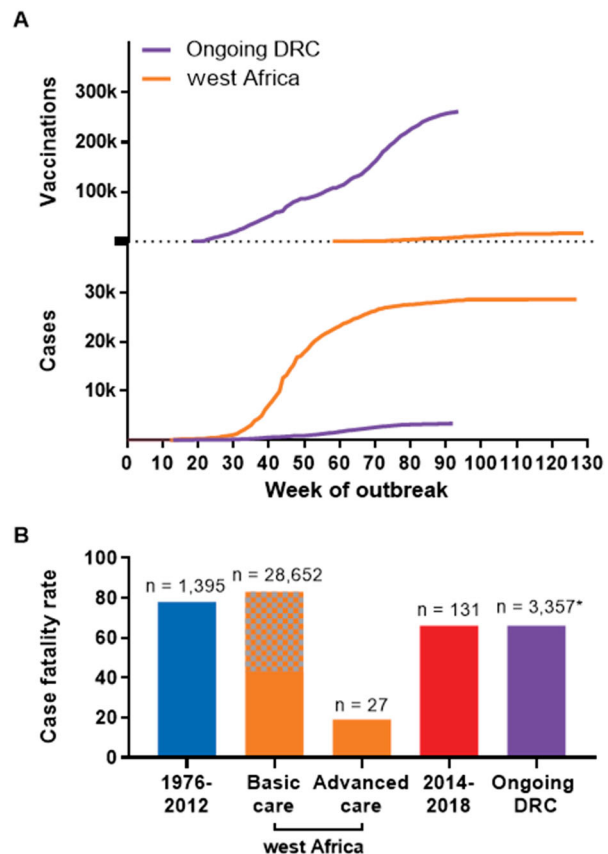 A
Ongoing DRC
west Africa
Vaccinations
300k
200k
100k
Cases
30k
20k
10k
0 10 20 30 40 50 60 70 80 90 100 110 120 130
Week of outbreak
B
Case fatality rate
100
80
60
40
20
0
n = 1,395
n = 28,652
n = 27
n = 131
n = 3,357*
1976-
2012
Basic
care
Advanced
care
2014-
2018
Ongoing
DRC
west Africa